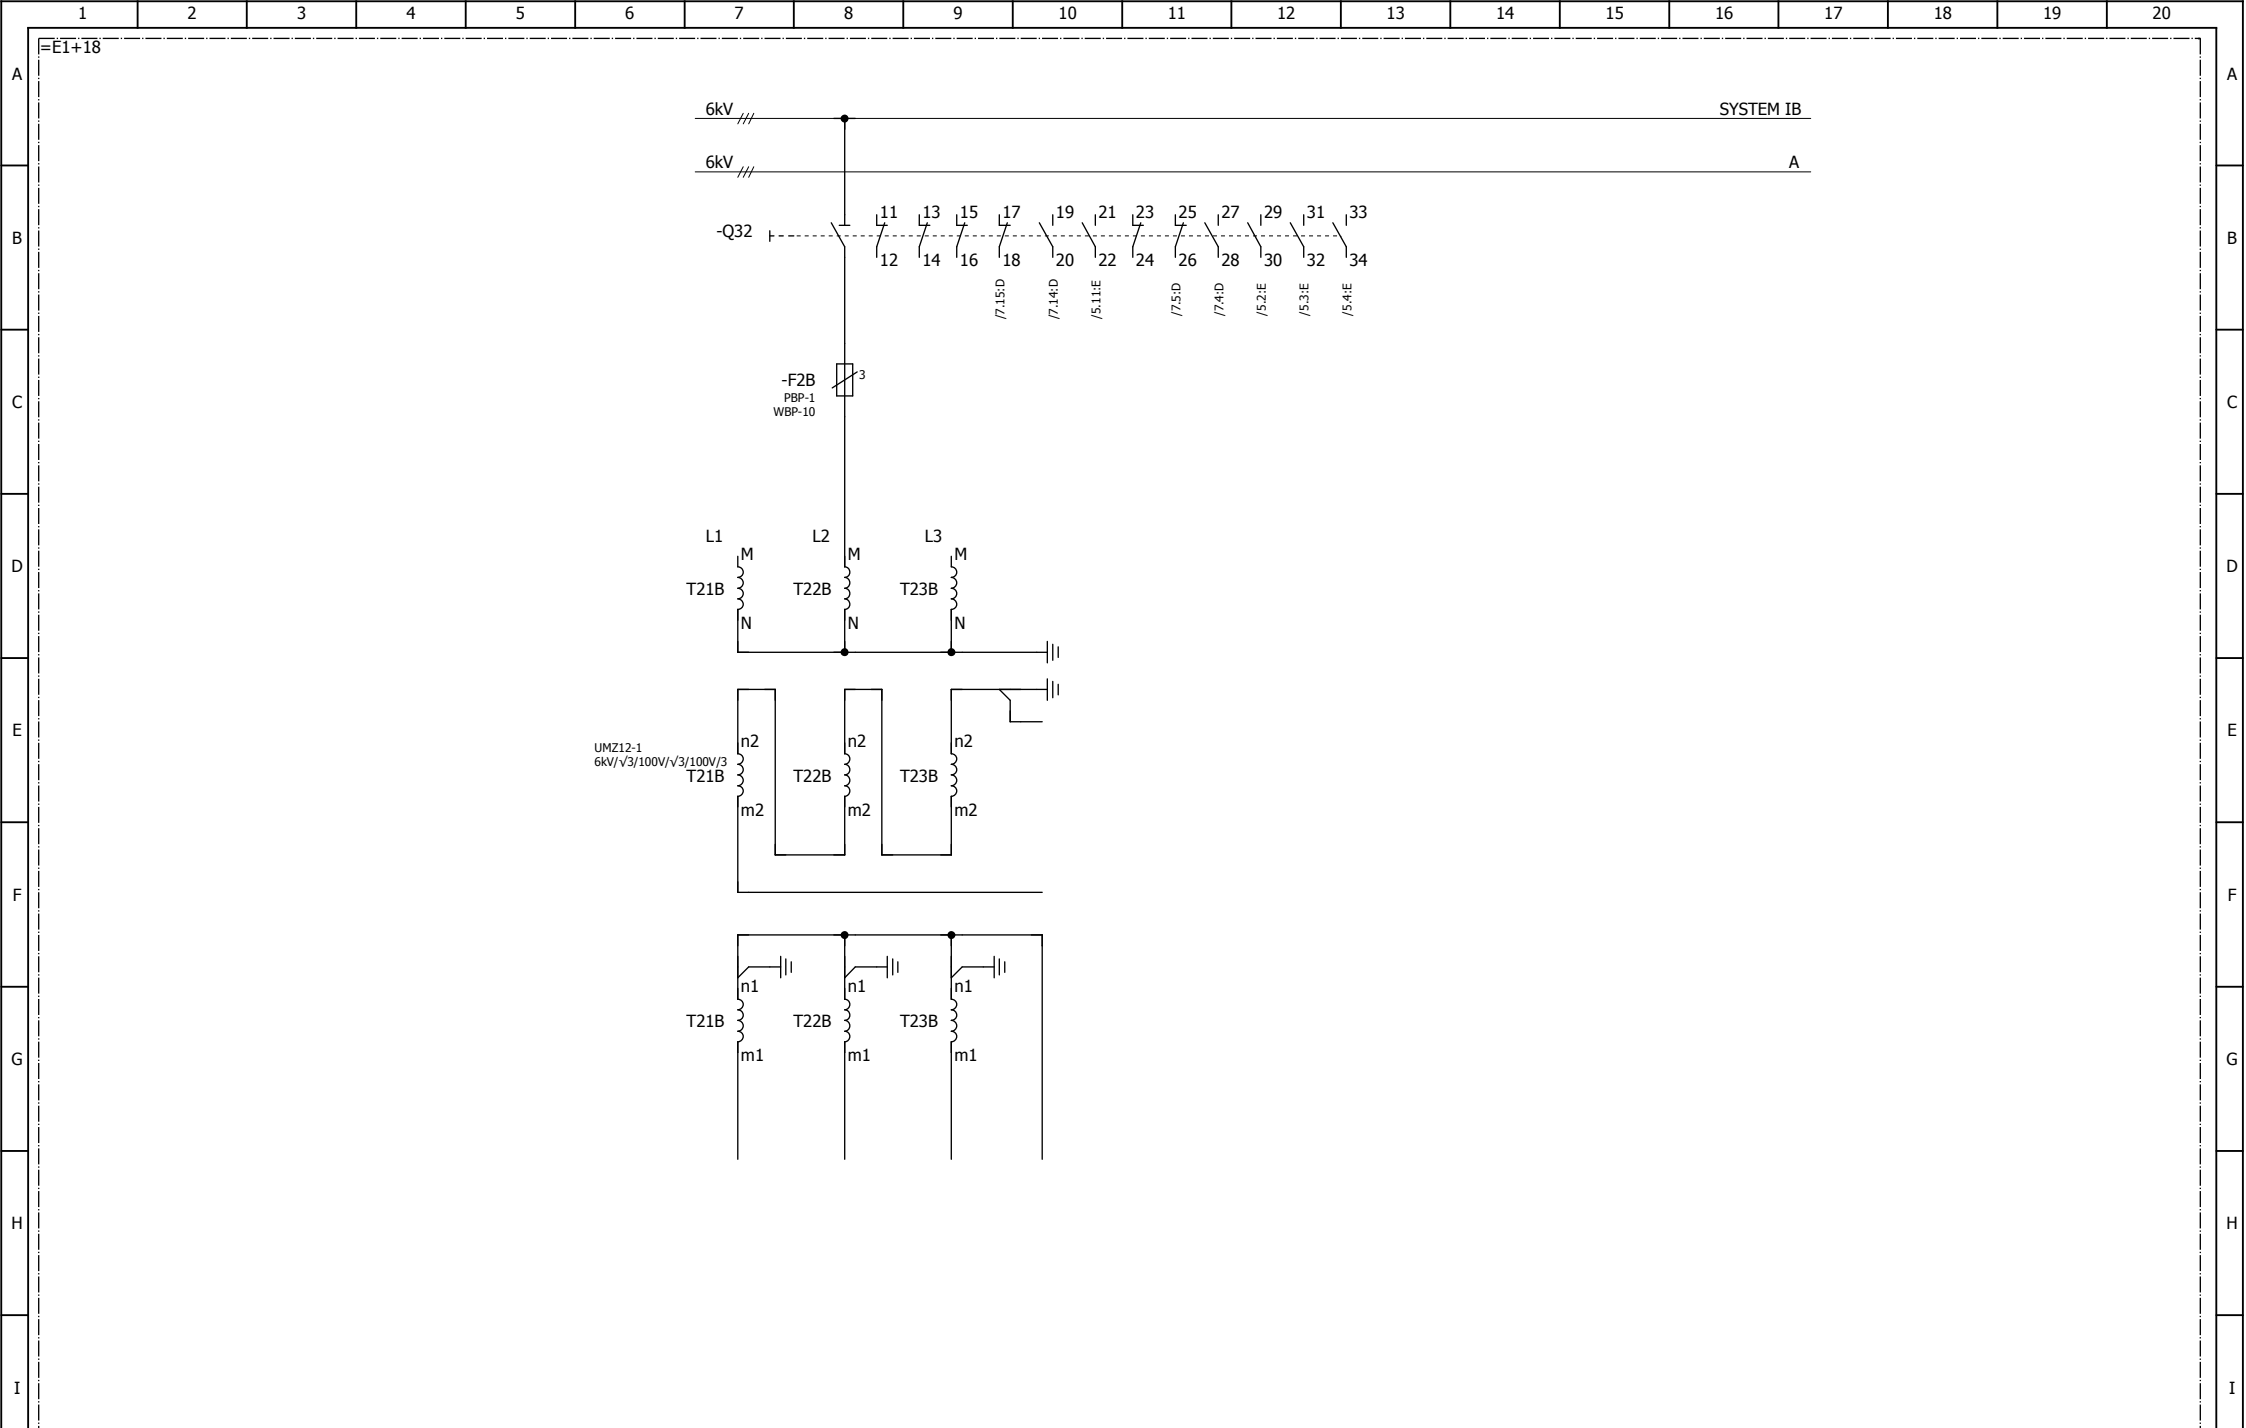 1 2 3 4 5 6 7 8 9 10 11 12 13 14 15 16 17 18 19 20
=E1+18
A A
6kV SYSTEM IB
6kV A
11 13 15 17 19 21 23 25 27 29 31 33
B -Q32 B
12 14 16 18 20 22 24 26 28 30 32 34
/7.15:D /7.14:D /5.11:E /7.5:D /7.4:D /5.2:E /5.3:E /5.4:E
-F2B 3
PBP-1
C C
WBP-10
L1 L2 L3
M M M
D D
T21B T22B T23B
N N N
E E
n2 n2 n2
UMZ12-1
6kV/√3/100V/√3/100V/3
T21B T22B T23B
m2 m2 m2
F F
n1 n1 n1
T21B T22B T23B
m1 m1 m1
G G
H H
I I